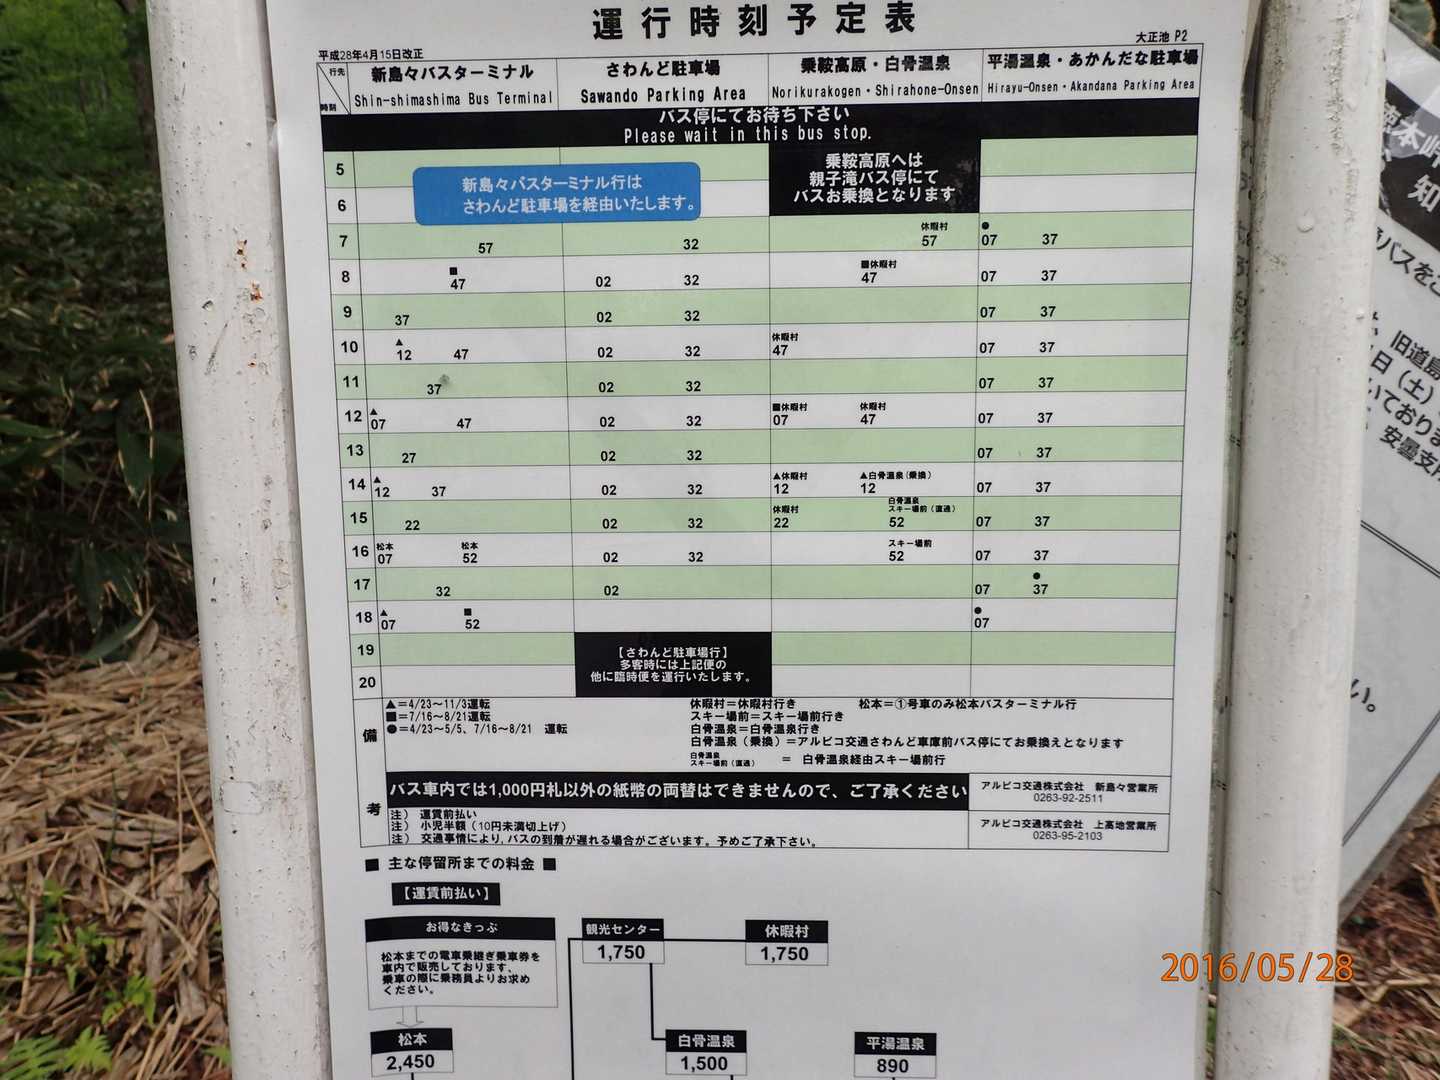 運行時刻予定表
平成28年4月15日改正
大正池 P2
行先
時刻
新島々バスターミナル
Shin-shimashima Bus Terminal
さわんど駐車場
Sawando Parking Area
乗鞍高原・白骨温泉
Norikurakogen・Shirahone-Onsen
平湯温泉・あかんだな駐車場
Hirayu-Onsen・Akandana Parking Area
バス停にてお待ち下さい
Please wait in this bus stop.
新島々バスターミナル行は
さわんど駐車場を経由いたします。
乗鞍高原へは
親子滝バス停にて
バスお乗換となります
5
6
休暇村 ●
7 57 32 57 07 37
■ ■休暇村
8 47 02 32 47 07 37
9 37 02 32 07 37
▲ 休暇村
10 12 47 02 32 47 07 37
11 37 02 32 07 37
▲ ■休暇村 休暇村
12 07 47 02 32 07 47 07 37
13 27 02 32 07 37
▲ ▲休暇村 ▲白骨温泉(乗換)
14 12 37 02 32 12 12 07 37
休暇村 白骨温泉
スキー場前(直通)
15 22 02 32 22 52 07 37
松本 松本 スキー場前
16 07 52 02 32 52 07 37
●
17 32 02 07 37
▲ ■ ●
18 07 52 07
19
20
【さわんど駐車場行】
多客時には上記便の
他に臨時便を運行いたします。
備考
▲=4/23～11/3運転
■=7/16～8/21運転
●=4/23～5/5、7/16～8/21 運転
休暇村=休暇村行き 松本=①号車のみ松本バスターミナル行
スキー場前=スキー場前行き
白骨温泉=白骨温泉行き
白骨温泉（乗換）=アルピコ交通さわんど車庫前バス停にてお乗換えとなります
白骨温泉
スキー場前(直通) = 白骨温泉経由スキー場前行
バス車内では1,000円札以外の紙幣の両替はできませんので、ご了承ください
注） 運賃前払い
注） 小児半額（10円未満切上げ）
注） 交通事情により、バスの到着が遅れる場合がございます。予めご了承下さい。
アルピコ交通株式会社 新島々営業所
0263-92-2511
アルピコ交通株式会社 上高地営業所
0263-95-2103
■ 主な停留所までの料金 ■
【運賃前払い】
お得なきっぷ
松本までの電車乗継ぎ乗車券を
車内で販売しております、
乗車の際に乗務員よりお求め
ください。
観光センター
1,750
休暇村
1,750
松本
2,450
白骨温泉
1,500
平湯温泉
890
徳本峠
知
バスをご
旧道島
日（土）
いておりま
安曇支所
い。
2016/05/28